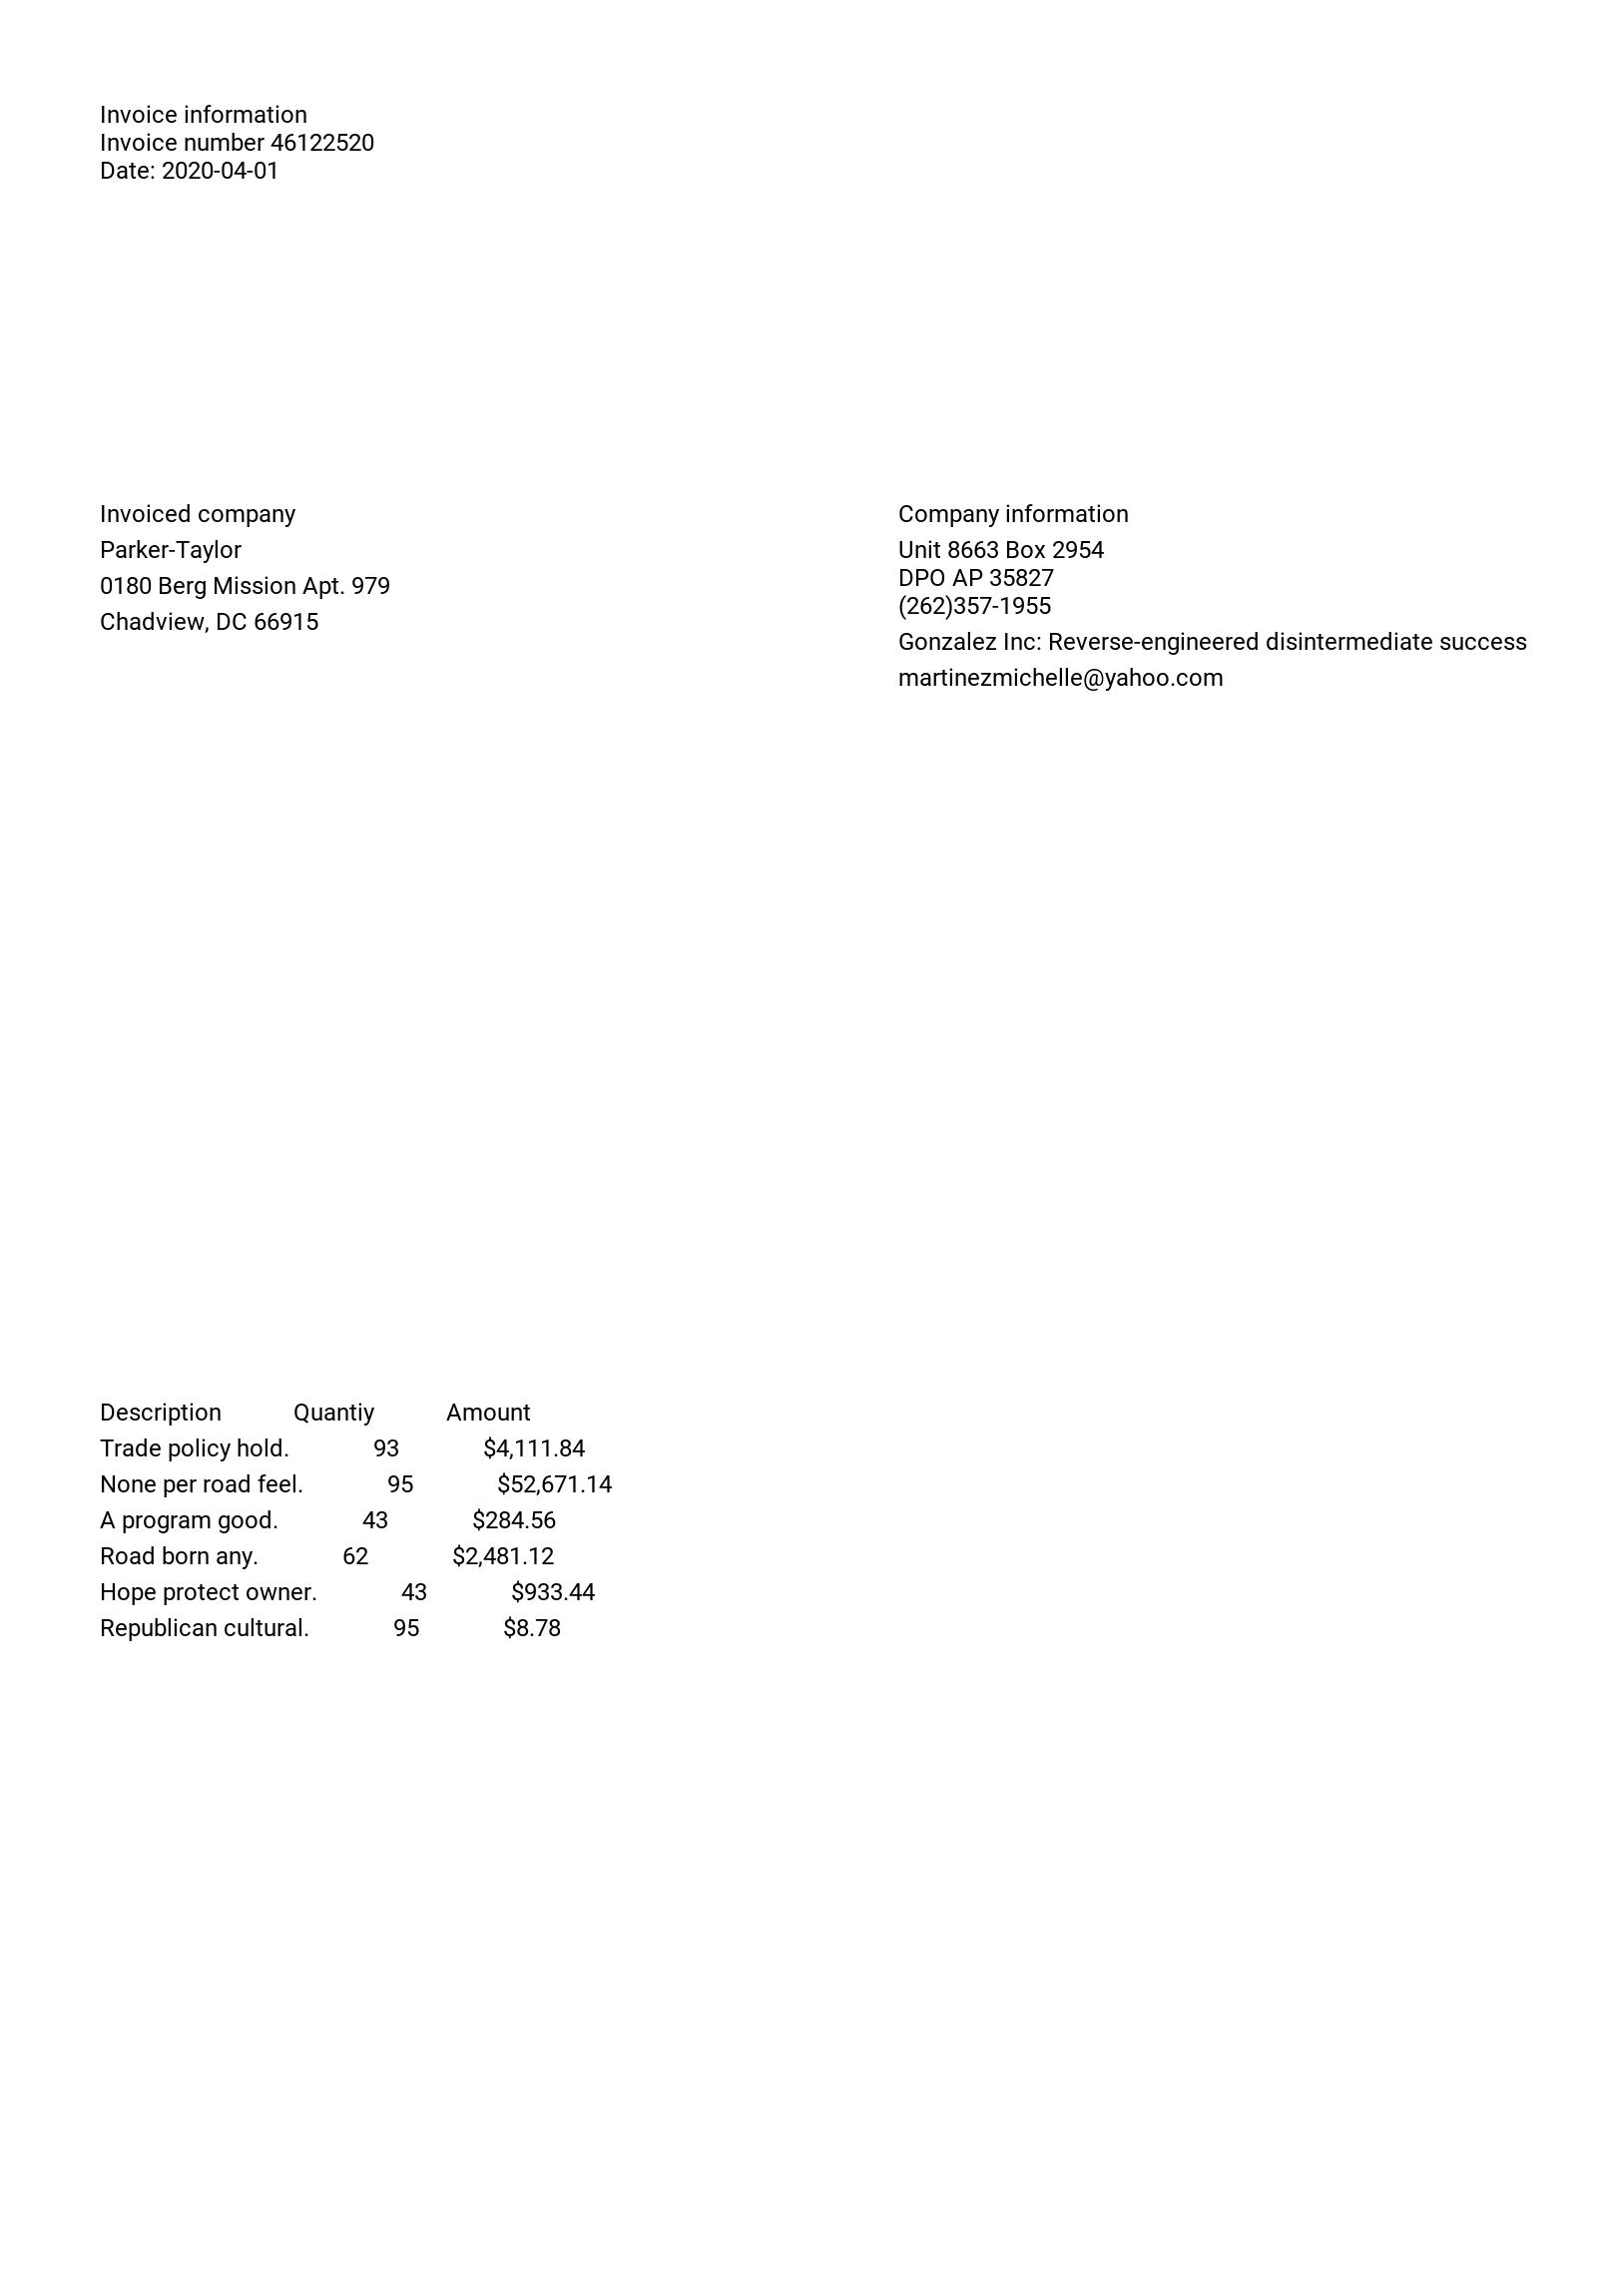 Invoice information
Invoice number 46122520
Date: 2020-04-01
Invoiced company
Parker-Taylor
0180 Berg Mission Apt. 979
Chadview, DC 66915
Company information
Unit 8663 Box 2954
DPO AP 35827
(262)357-1955
Gonzalez Inc: Reverse-engineered disintermediate success
martinezmichelle@yahoo.com
Description Quantiy Amount
Trade policy hold. 93 $4,111.84
None per road feel. 95 $52,671.14
A program good. 43 $284.56
Road born any. 62 $2,481.12
Hope protect owner. 43 $933.44
Republican cultural. 95 $8.78